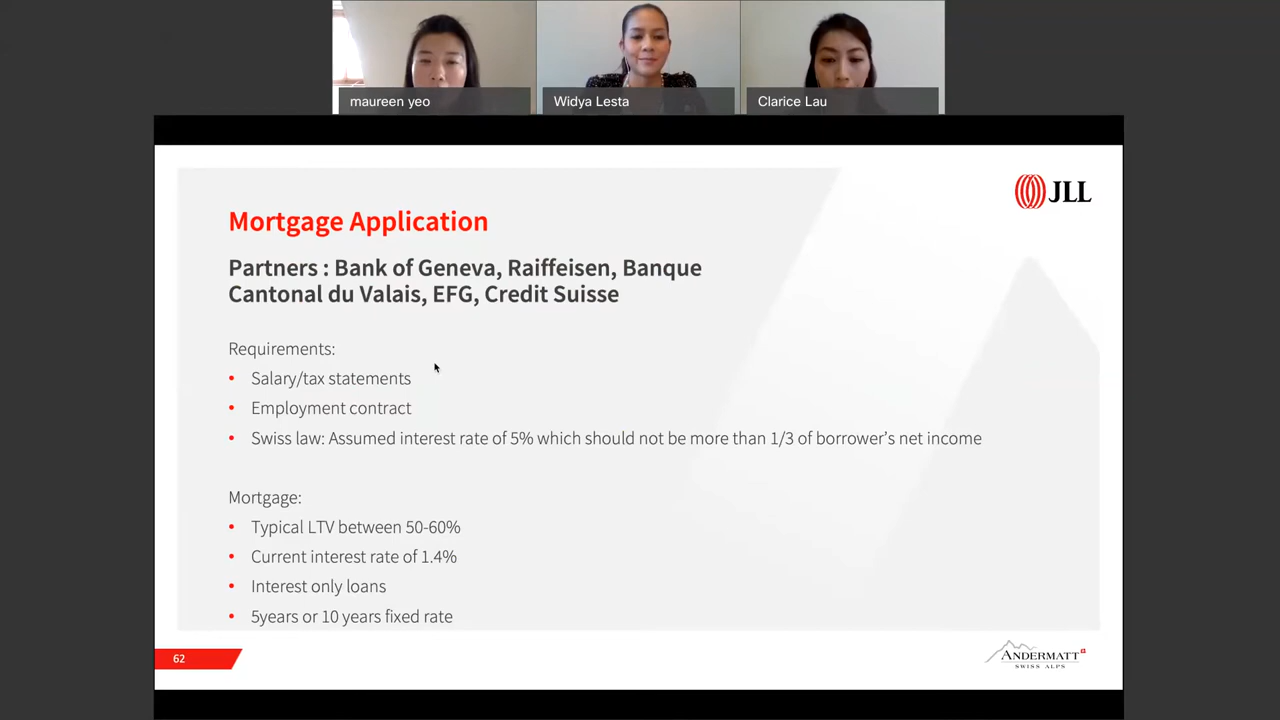 maureen yeo
Widya Lesta
Clarice Lau
JLL
Mortgage Application
Partners : Bank of Geneva, Raiffeisen, Banque
Cantonal du Valais, EFG, Credit Suisse
Requirements:
• Salary/tax statements
• Employment contract
• Swiss law: Assumed interest rate of 5% which should not be more than 1/3 of borrower’s net income
Mortgage:
• Typical LTV between 50-60%
• Current interest rate of 1.4%
• Interest only loans
• 5years or 10 years fixed rate
62
ANDERMATT
SWISS ALPS